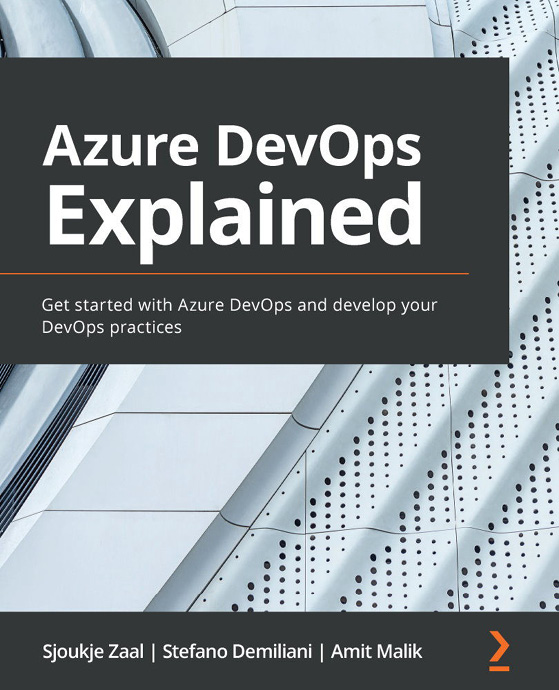 Azure DevOps
Explained
Get started with Azure DevOps and develop your
DevOps practices
Sjoukje Zaal | Stefano Demiliani | Amit Malik